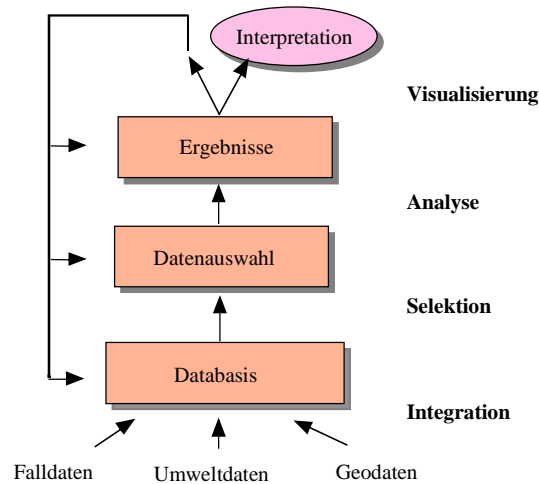 Interpretation
Visualisierung
Ergebnisse
Analyse
Datenauswahl
Selektion
Databasis
Integration
Falldaten Umweltdaten Geodaten